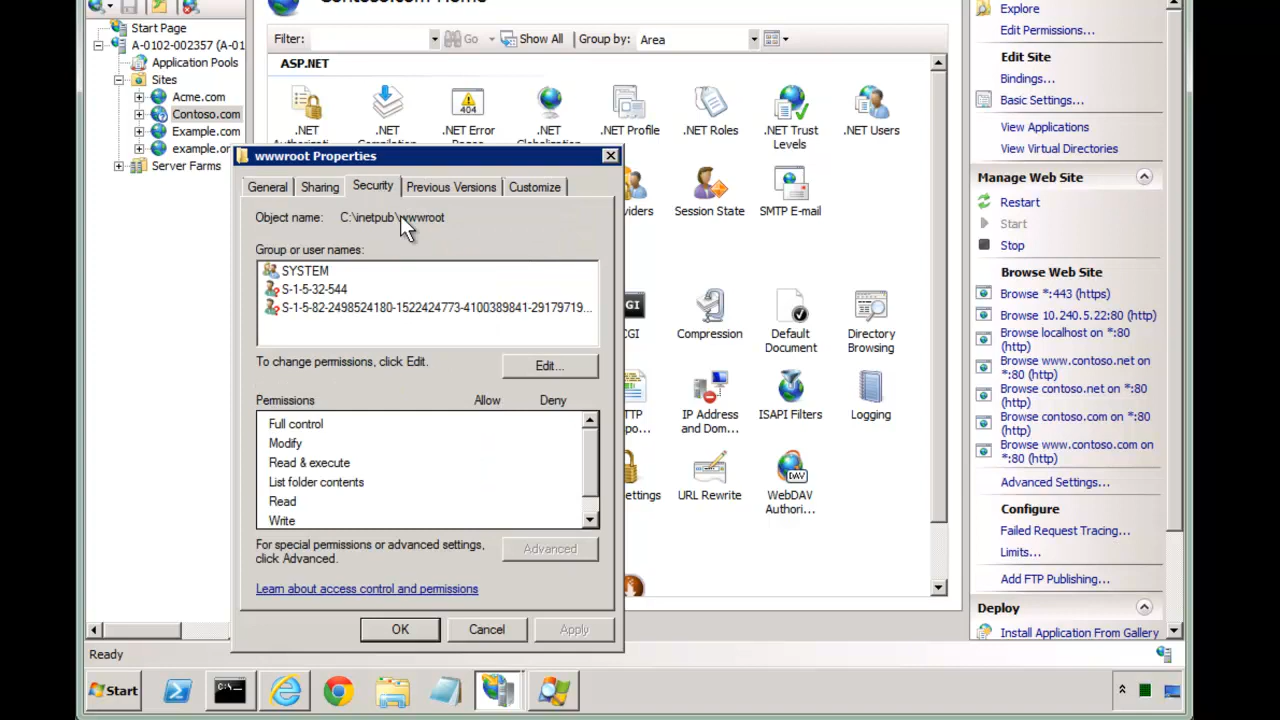 Contoso.com Home
Start Page
A-0102-002357 (A-01
Application Pools
Sites
Acme.com
Contoso.com
Example.com
example.or
Server Farms
Filter:
Go
Show All
Group by:
Area
ASP.NET
.NET
.NET
.NET Error
.NET
.NET Profile
.NET Roles
.NET Trust
Levels
.NET Users
Session State
SMTP E-mail
Compression
Default
Document
Directory
Browsing
IP Address
and Dom...
ISAPI Filters
Logging
URL Rewrite
WebDAV
Authori...
wwwroot Properties
General
Sharing
Security
Previous Versions
Customize
Object name:
C:\inetpub\wwwroot
Group or user names:
SYSTEM
S-1-5-32-544
S-1-5-82-2498524180-1522424773-4100389841-29179719...
To change permissions, click Edit.
Edit...
Permissions
Allow
Deny
Full control
Modify
Read & execute
List folder contents
Read
Write
For special permissions or advanced settings,
click Advanced.
Advanced
Learn about access control and permissions
OK
Cancel
Apply
Explore
Edit Permissions...
Edit Site
Bindings...
Basic Settings...
View Applications
View Virtual Directories
Manage Web Site
Restart
Start
Stop
Browse Web Site
Browse *:443 (https)
Browse 10.240.5.22:80 (http)
Browse localhost on *:80
(http)
Browse www.contoso.net on
*:80 (http)
Browse contoso.net on *:80
(http)
Browse contoso.com on *:80
(http)
Browse www.contoso.com on
*:80 (http)
Advanced Settings...
Configure
Failed Request Tracing...
Limits...
Add FTP Publishing...
Deploy
Install Application From Gallery
Ready
Start